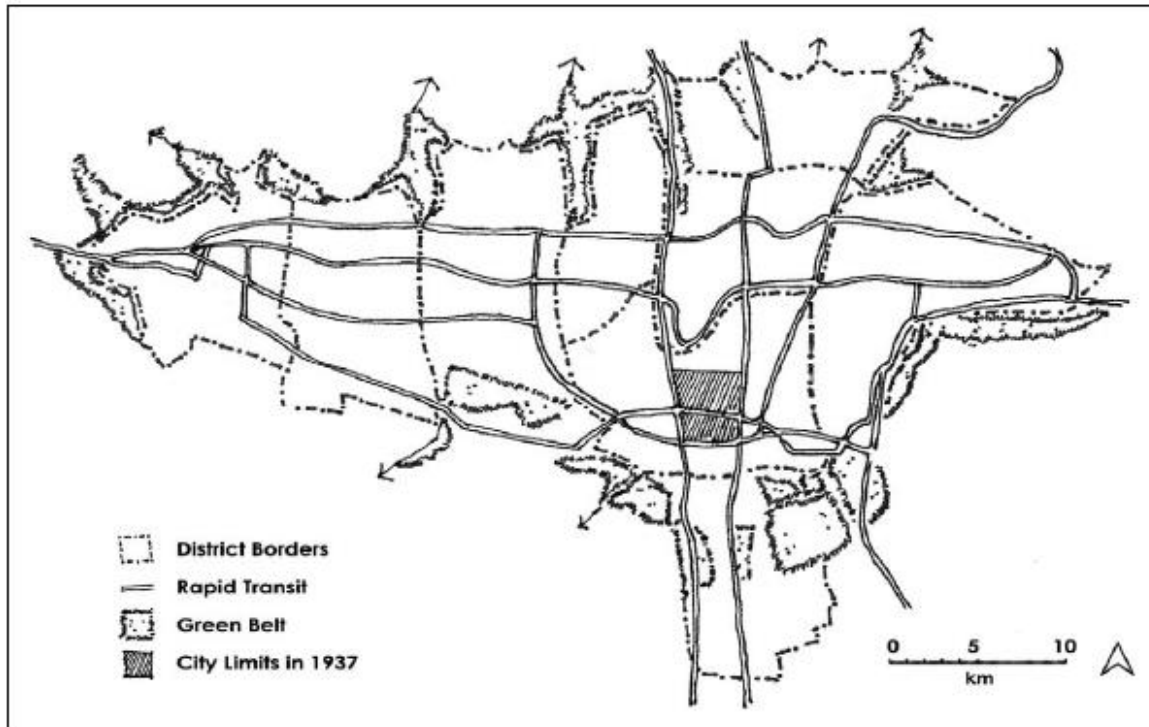 District Borders
Rapid Transit
Green Belt
City Limits in 1937
0 5 10
km